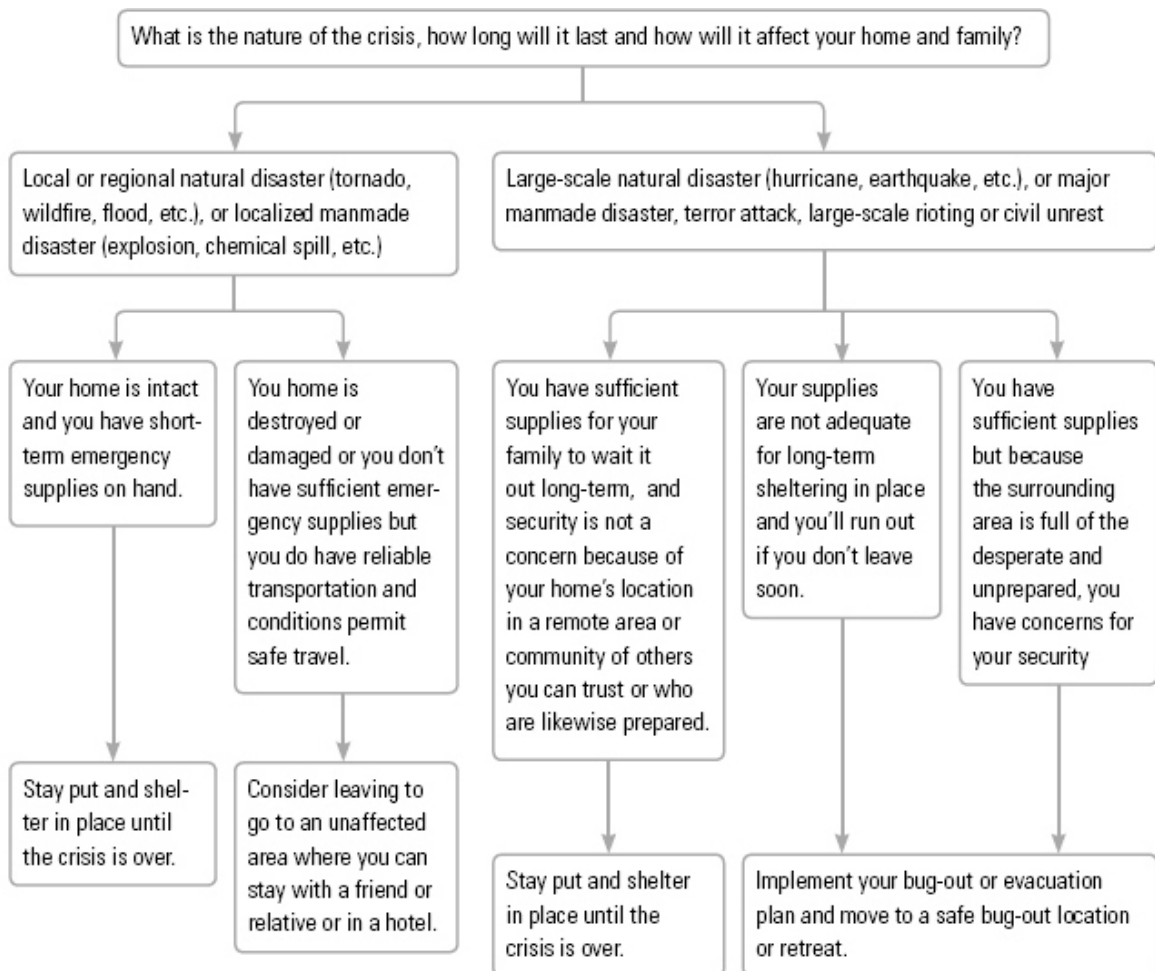 What is the nature of the crisis, how long will it last and how will it affect your home and family?
Local or regional natural disaster (tornado,
wildfire, flood, etc.), or localized manmade
disaster (explosion, chemical spill, etc.)
Large-scale natural disaster (hurricane, earthquake, etc.), or major
manmade disaster, terror attack, large-scale rioting or civil unrest
Your home is intact
and you have short-
term emergency
supplies on hand.
You home is
destroyed or
damaged or you don't
have sufficient emer-
gency supplies but
you do have reliable
transportation and
conditions permit
safe travel.
You have sufficient
supplies for your
family to wait it
out long-term, and
security is not a
concern because of
your home's location
in a remote area or
community of others
you can trust or who
are likewise prepared.
Your supplies
are not adequate
for long-term
sheltering in place
and you'll run out
if you don't leave
soon.
You have
sufficient supplies
but because
the surrounding
area is full of the
desperate and
unprepared, you
have concerns for
your security
Stay put and shel-
ter in place until
the crisis is over.
Consider leaving to
go to an unaffected
area where you can
stay with a friend or
relative or in a hotel.
Stay put and shelter
in place until the
crisis is over.
Implement your bug-out or evacuation
plan and move to a safe bug-out location
or retreat.